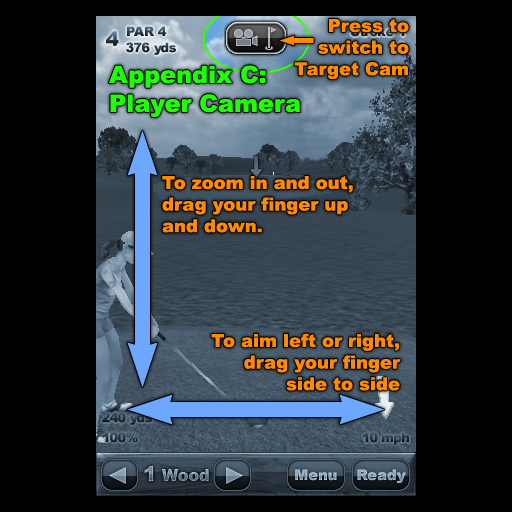 4
PAR 4
376 yds
Press to
switch to
Target Cam
Appendix C:
Player Camera
To zoom in and out,
drag your finger up
and down.
To aim left or right,
drag your finger
side to side
240 yds
100%
10 mph
1 Wood
Menu
Ready